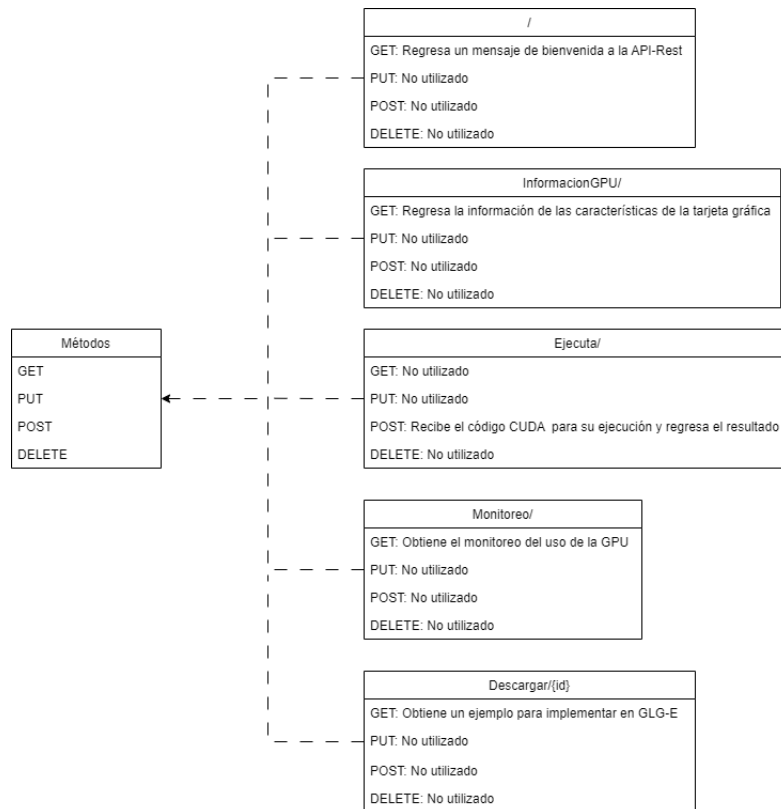 /
GET: Regresa un mensaje de bienvenida a la API-Rest
PUT: No utilizado
POST: No utilizado
DELETE: No utilizado
InformacionGPU/
GET: Regresa la información de las características de la tarjeta gráfica
PUT: No utilizado
POST: No utilizado
DELETE: No utilizado
Métodos
GET
PUT
POST
DELETE
Ejecuta/
GET: No utilizado
PUT: No utilizado
POST: Recibe el código CUDA para su ejecución y regresa el resultado
DELETE: No utilizado
Monitoreo/
GET: Obtiene el monitoreo del uso de la GPU
PUT: No utilizado
POST: No utilizado
DELETE: No utilizado
Descargar/{id}
GET: Obtiene un ejemplo para implementar en GLG-E
PUT: No utilizado
POST: No utilizado
DELETE: No utilizado